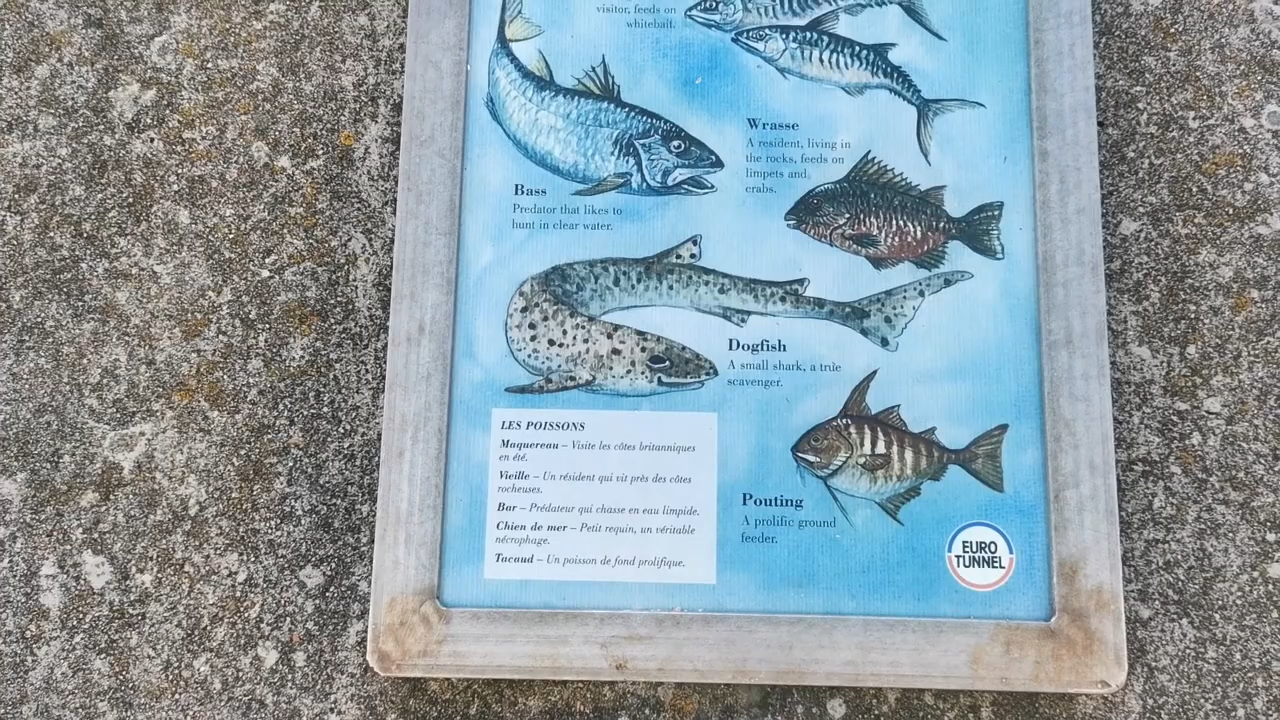 visitor, feeds on
whitebait.
Wrasse
A resident, living in
the rocks, feeds on
limpets and
crabs.
Bass
Predator that likes to
hunt in clear water.
Dogfish
A small shark, a true
scavenger.
LES POISSONS
Maquereau – Visite les côtes britanniques
en été.
Vieille – Un résident qui vit près des côtes
rocheuses.
Bar – Prédateur qui chasse en eau limpide.
Chien de mer – Petit requin, un véritable
nécrophage.
Tacaud – Un poisson de fond prolifique.
Pouting
A prolific ground
feeder.
EURO
TUNNEL